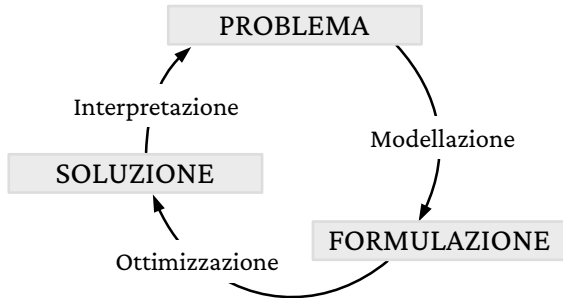 PROBLEMA
Interpretazione
Modellazione
SOLUZIONE
FORMULAZIONE
Ottimizzazione